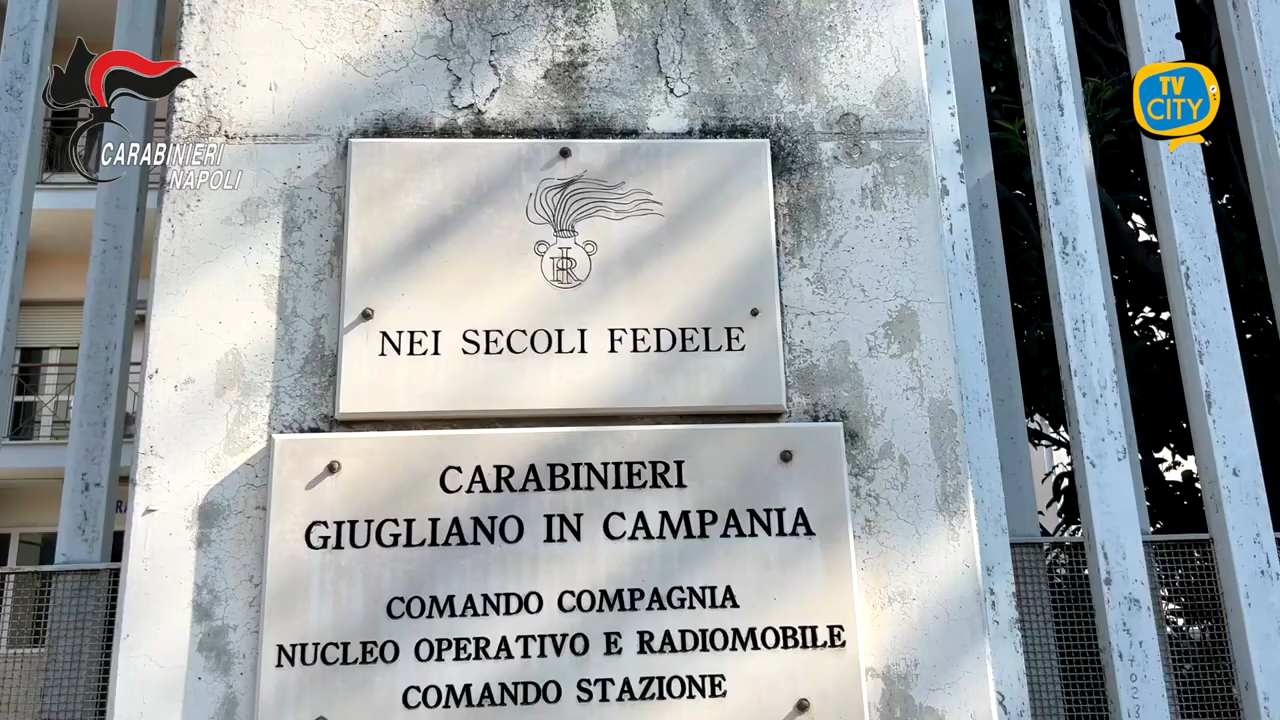 CARABINIERI
NAPOLI
TV
CITY
NEI SECOLI FEDELE
CARABINIERI
GIUGLIANO IN CAMPANIA
COMANDO COMPAGNIA
NUCLEO OPERATIVO E RADIOMOBILE
COMANDO STAZIONE